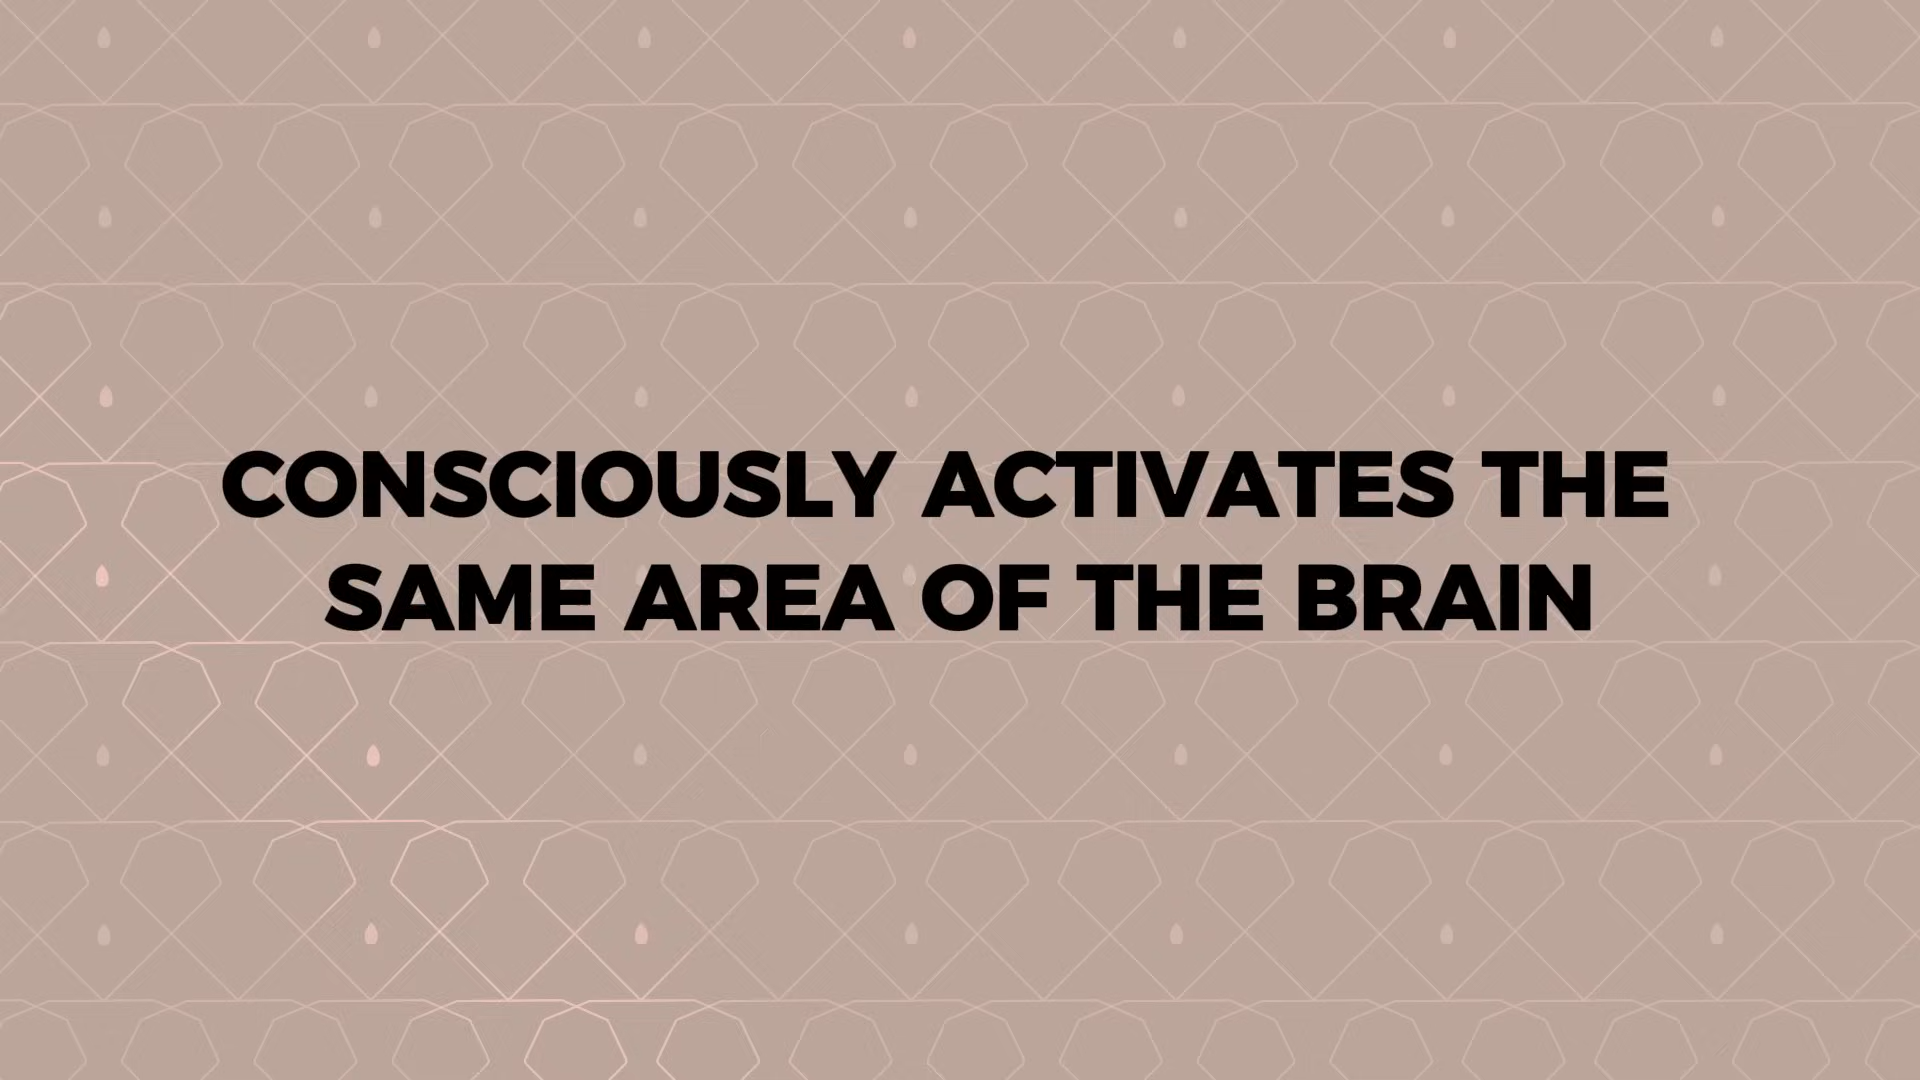 CONSCIOUSLY ACTIVATES THE
SAME AREA OF THE BRAIN